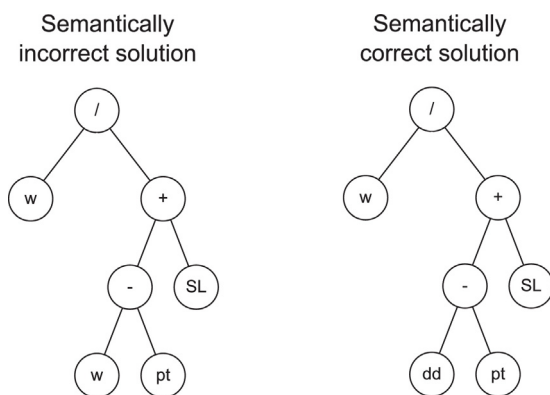 Semantically
incorrect solution
/
w
+
-
SL
w
pt
Semantically
correct solution
/
w
+
-
SL
dd
pt